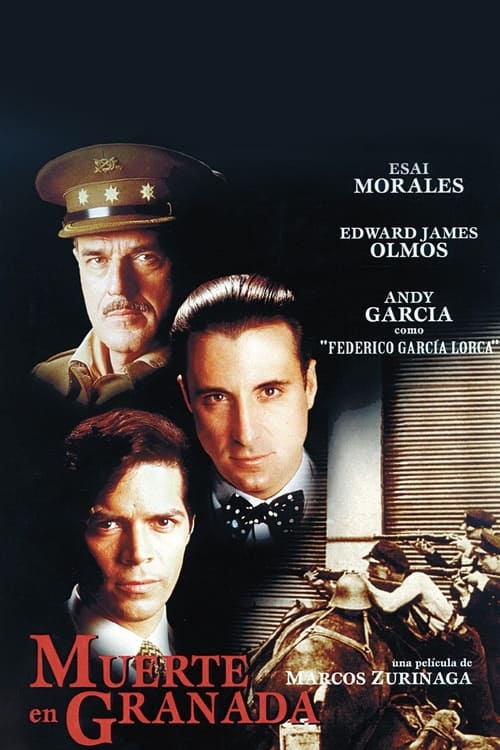 ESAI
MORALES
EDWARD JAMES
OLMOS
ANDY
GARCIA
como
"FEDERICO GARCÍA LORCA"
MUERTE
en GRANADA
una película de
MARCOS ZURINAGA